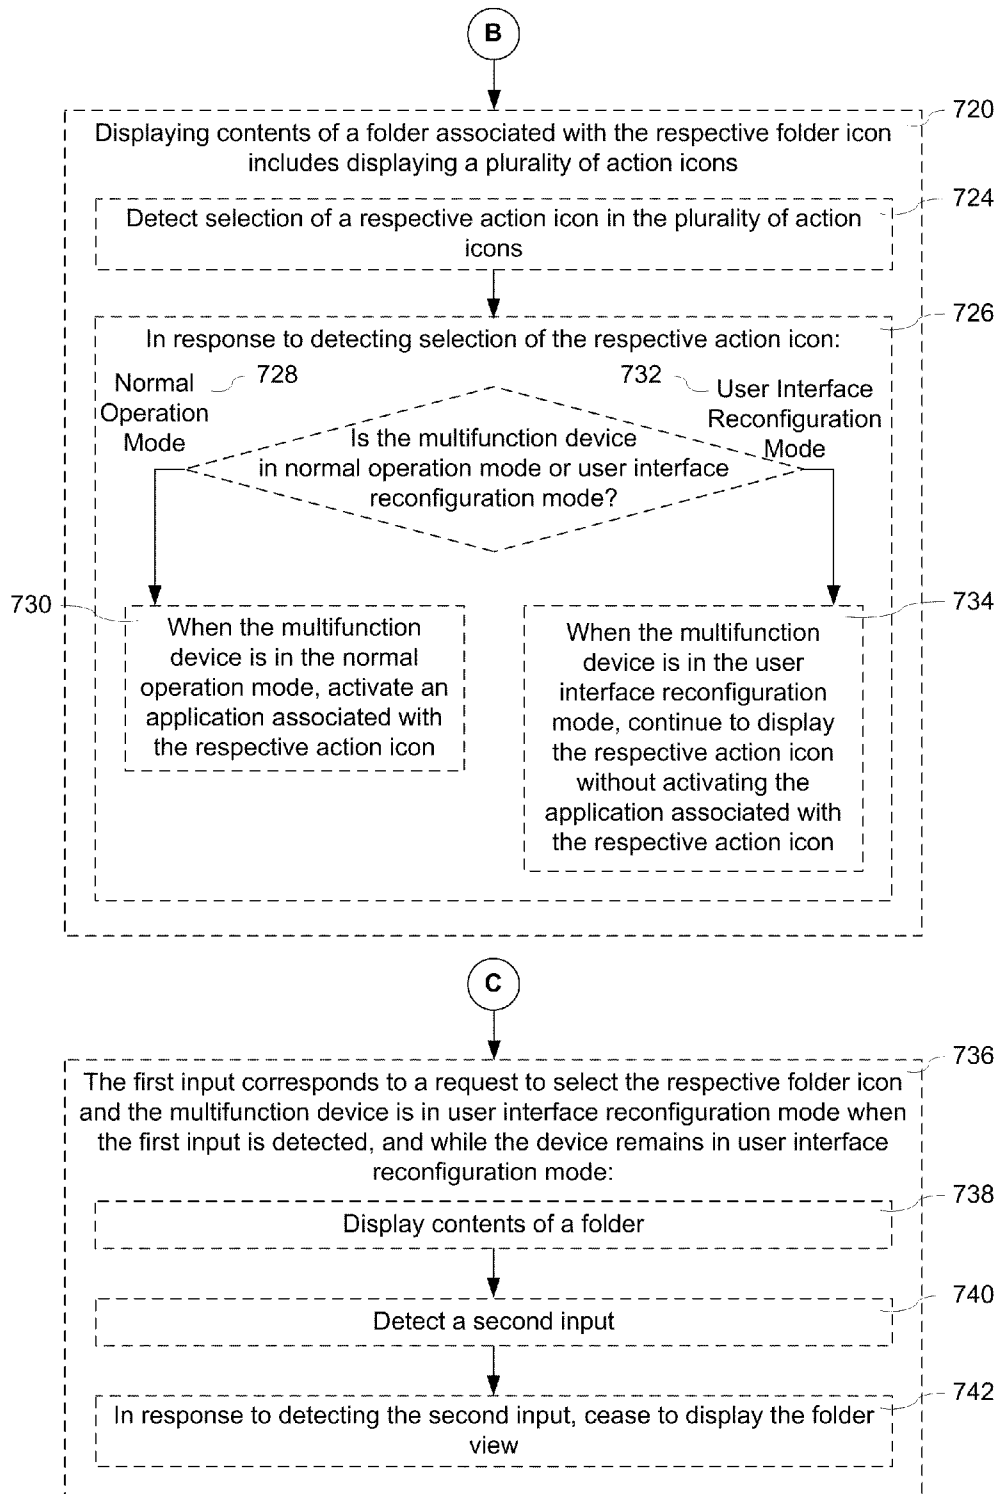 B
720
Displaying contents of a folder associated with the respective folder icon
includes displaying a plurality of action icons
724
Detect selection of a respective action icon in the plurality of action
icons
726
In response to detecting selection of the respective action icon:
728
Normal
Operation
Mode
732
User Interface
Reconfiguration
Mode
Is the multifunction device
in normal operation mode or user interface
reconfiguration mode?
730
When the multifunction
device is in the normal
operation mode, activate an
application associated with
the respective action icon
734
When the multifunction
device is in the user
interface reconfiguration
mode, continue to display
the respective action icon
without activating the
application associated with
the respective action icon
C
736
The first input corresponds to a request to select the respective folder icon
and the multifunction device is in user interface reconfiguration mode when
the first input is detected, and while the device remains in user interface
reconfiguration mode:
738
Display contents of a folder
740
Detect a second input
742
In response to detecting the second input, cease to display the folder
view